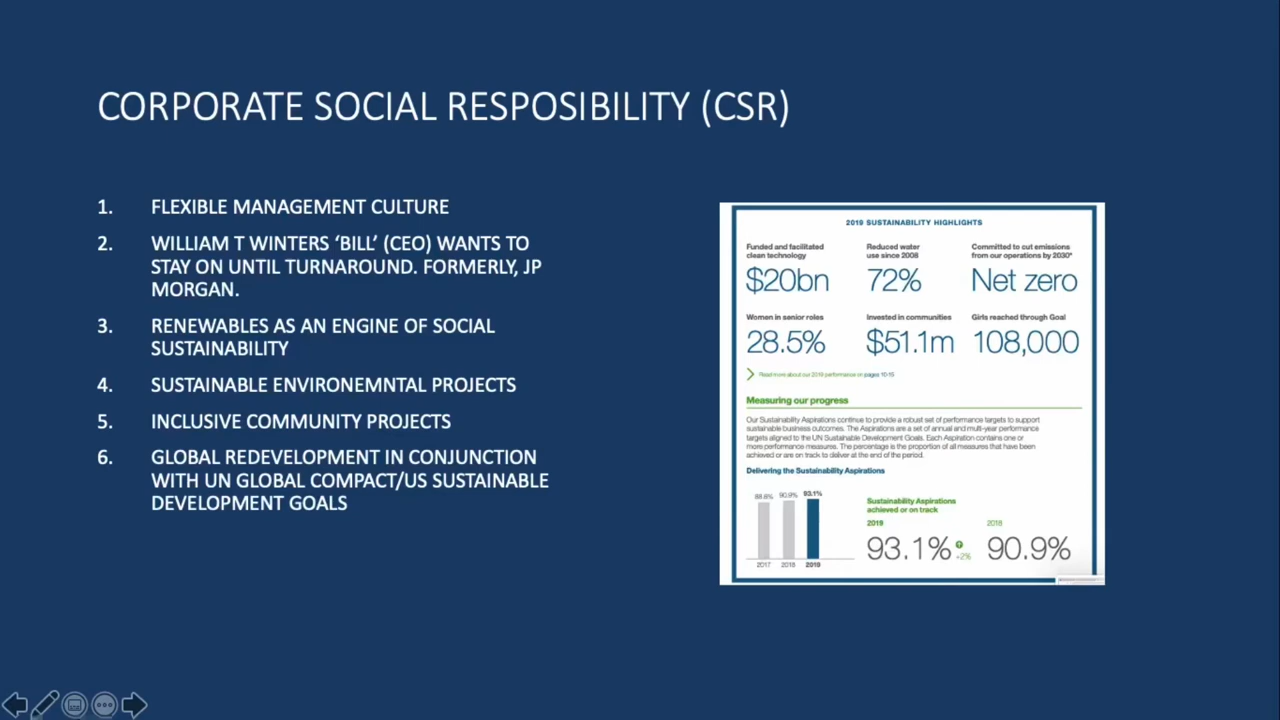 CORPORATE SOCIAL RESPOSIBILITY (CSR)
1. FLEXIBLE MANAGEMENT CULTURE
2. WILLIAM T WINTERS ‘BILL’ (CEO) WANTS TO
STAY ON UNTIL TURNAROUND. FORMERLY, JP
MORGAN.
3. RENEWABLES AS AN ENGINE OF SOCIAL
SUSTAINABILITY
4. SUSTAINABLE ENVIRONEMNTAL PROJECTS
5. INCLUSIVE COMMUNITY PROJECTS
6. GLOBAL DEVELOPMENT IN CONJUNCTION
WITH UN GLOBAL COMPACT/US SUSTAINABLE
DEVELOPMENT GOALS
2019 SUSTAINABILITY HIGHLIGHTS
Funded and facilitated
clean technology
$20bn
Reduced water
use since 2008
72%
Committed to cut emissions
from our operations by 2030*
Net zero
Women in senior roles
28.5%
Invested in communities
$51.1m
Girls reached through Goal
108,000
Read more about our 2019 performance on pages 10-15
Measuring our progress
Our Sustainability Aspirations continue to provide a robust set of performance targets to support
sustainable business outcomes. The Aspirations are a set of annual and multi-year performance
targets aligned to the UN Sustainable Development Goals. Each Aspiration contains one or
more performance measures. The percentage is the proportion of all measures that have been
achieved or are on track to deliver at the end of the period.
Delivering the Sustainability Aspirations
88.8% 90.9% 93.1%
2017 2018 2019
Sustainability Aspirations
achieved or on track
2019
93.1%
+2%
2018
90.9%